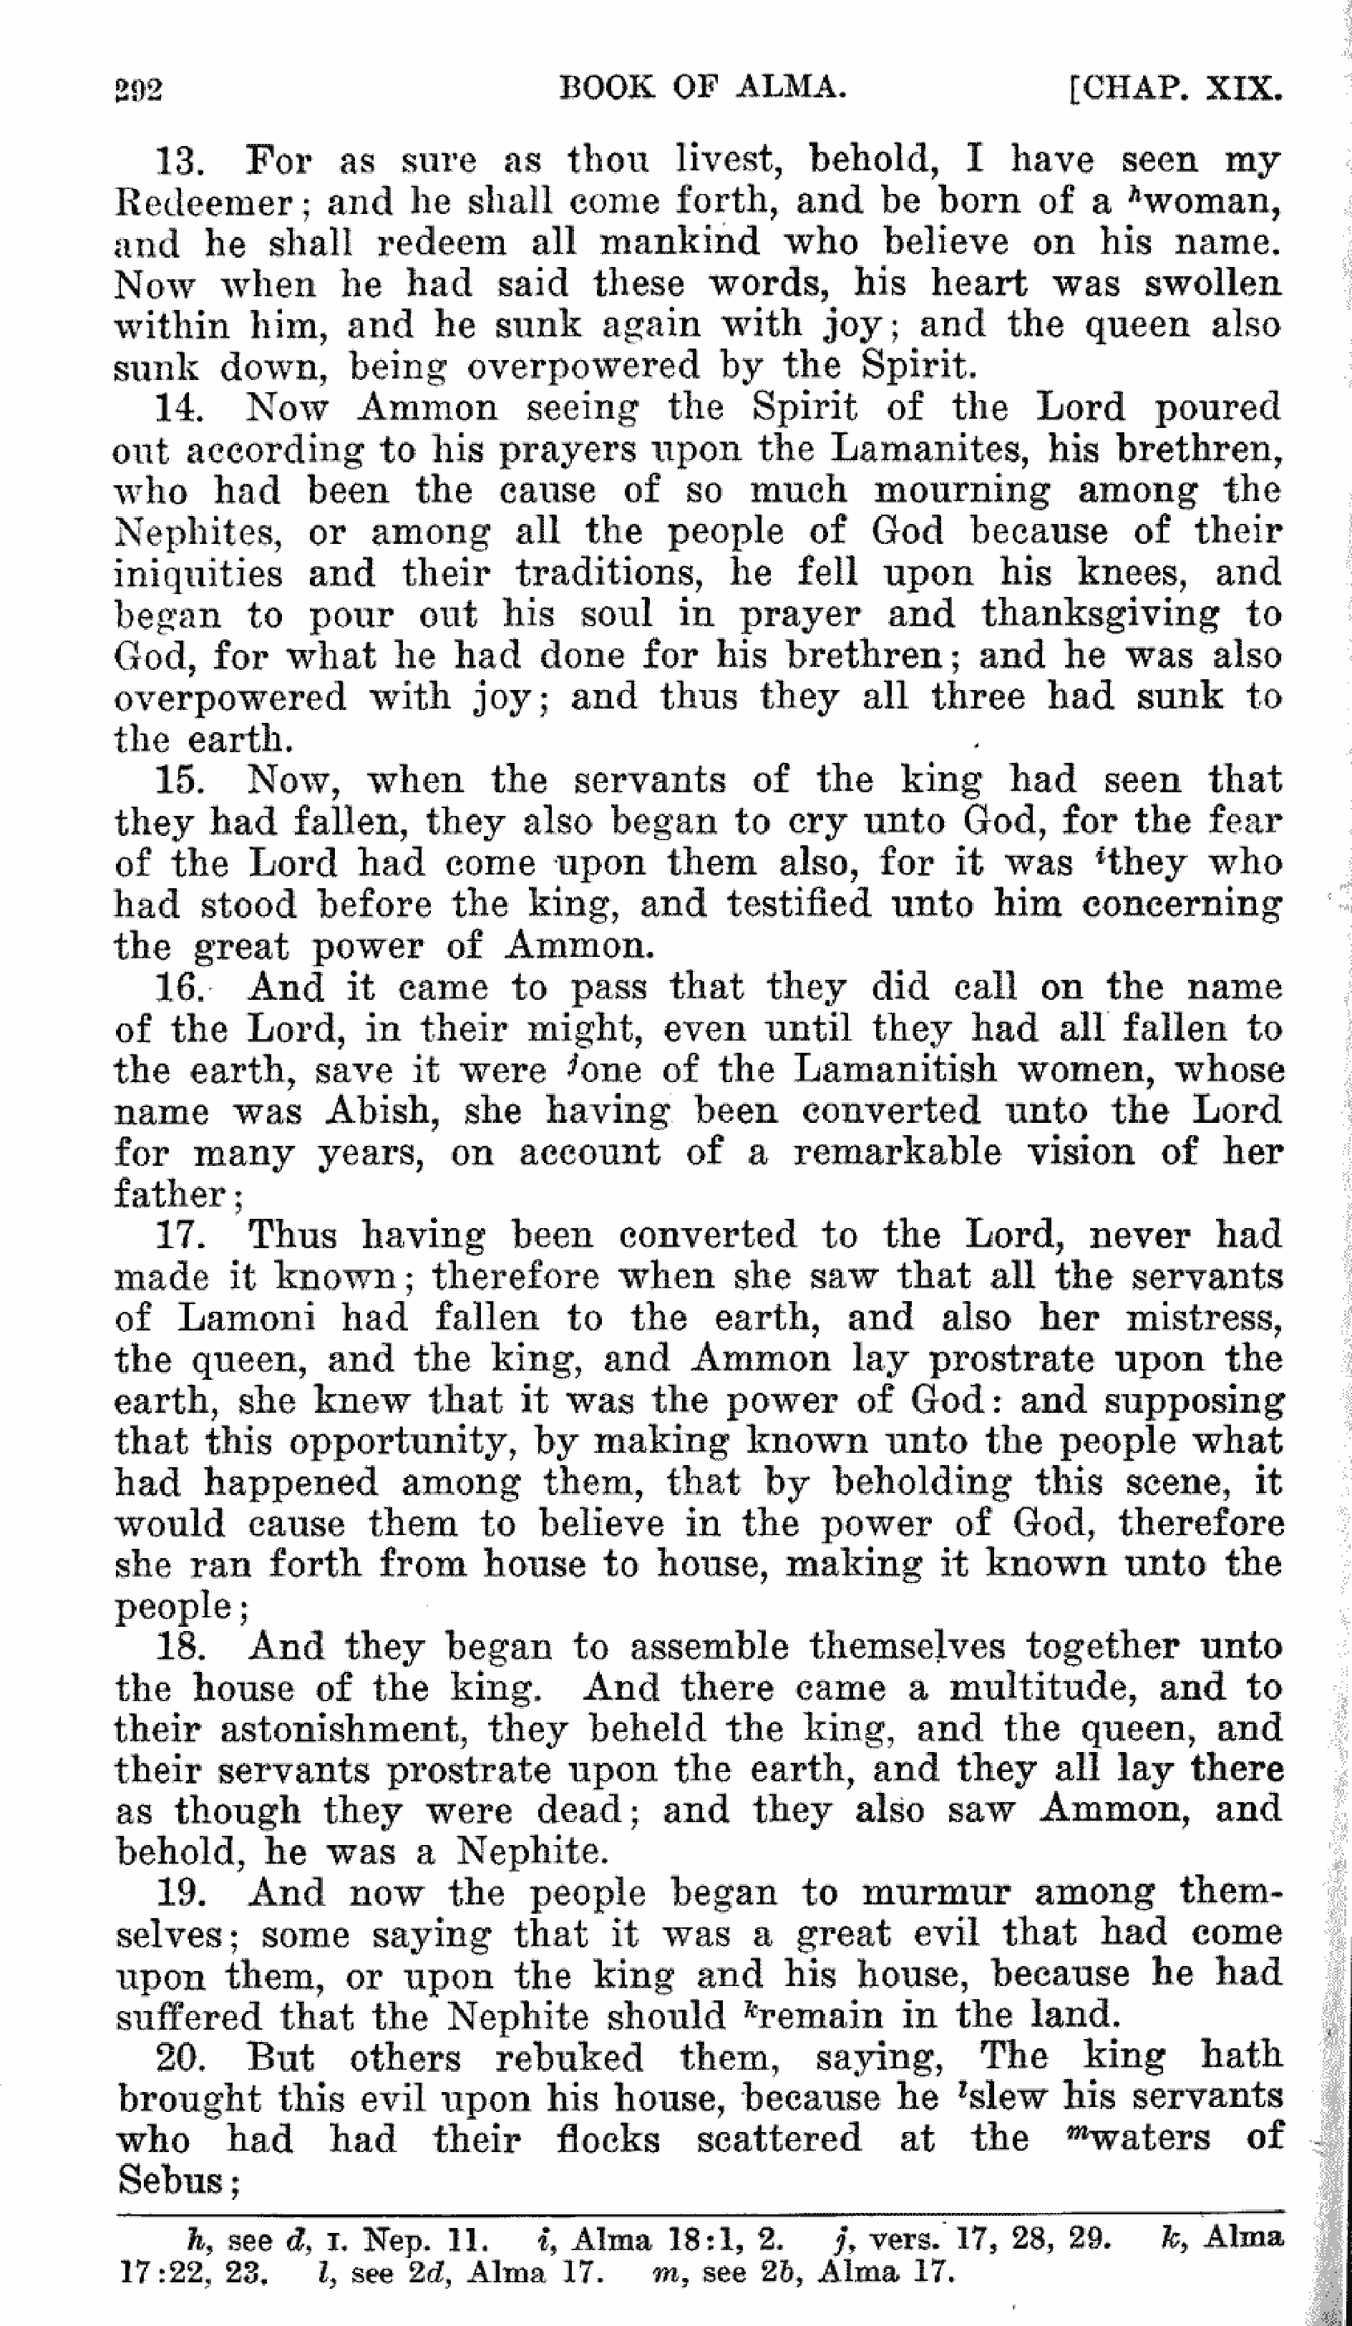 292 BOOK OF ALMA. [CHAP. XIX.
13. For as sure as thou livest, behold, I have seen my
Redeemer; and he shall come forth, and be born of a hwoman,
and he shall redeem all mankind who believe on his name.
Now when he had said these words, his heart was swollen
within him, and he sunk again with joy; and the queen also
sunk down, being overpowered by the Spirit.
14. Now Ammon seeing the Spirit of the Lord poured
out according to his prayers upon the Lamanites, his brethren,
who had been the cause of so much mourning among the
Nephites, or among all the people of God because of their
iniquities and their traditions, he fell upon his knees, and
began to pour out his soul in prayer and thanksgiving to
God, for what he had done for his brethren; and he was also
overpowered with joy; and thus they all three had sunk to
the earth.
15. Now, when the servants of the king had seen that
they had fallen, they also began to cry unto God, for the fear
of the Lord had come upon them also, for it was ithey who
had stood before the king, and testified unto him concerning
the great power of Ammon.
16. And it came to pass that they did call on the name
of the Lord, in their might, even until they had all fallen to
the earth, save it were jone of the Lamanitish women, whose
name was Abish, she having been converted unto the Lord
for many years, on account of a remarkable vision of her
father;
17. Thus having been converted to the Lord, never had
made it known; therefore when she saw that all the servants
of Lamoni had fallen to the earth, and also her mistress,
the queen, and the king, and Ammon lay prostrate upon the
earth, she knew that it was the power of God: and supposing
that this opportunity, by making known unto the people what
had happened among them, that by beholding this scene, it
would cause them to believe in the power of God, therefore
she ran forth from house to house, making it known unto the
people;
18. And they began to assemble themselves together unto
the house of the king. And there came a multitude, and to
their astonishment, they beheld the king, and the queen, and
their servants prostrate upon the earth, and they all lay there
as though they were dead; and they also saw Ammon, and
behold, he was a Nephite.
19. And now the people began to murmur among them-
selves; some saying that it was a great evil that had come
upon them, or upon the king and his house, because he had
suffered that the Nephite should kremain in the land.
20. But others rebuked them, saying, The king hath
brought this evil upon his house, because he lslew his servants
who had had their flocks scattered at the mwaters of
Sebus;
h, see d, I. Nep. 11. i, Alma 18:1, 2. j, vers. 17, 28, 29. k, Alma
17:22, 23. l, see 2d, Alma 17. m, see 2b, Alma 17.